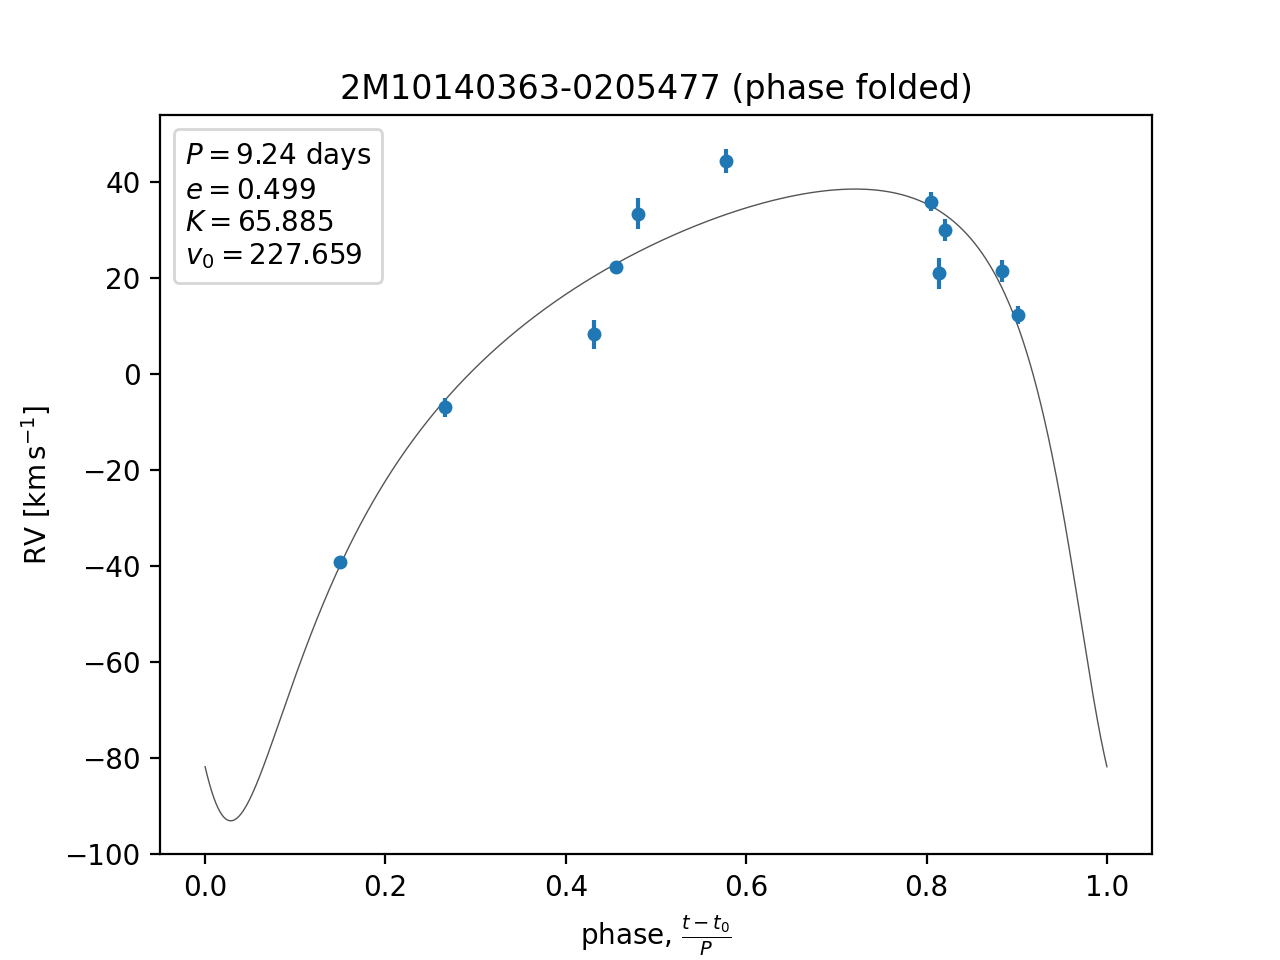 2M10140363-0205477 (phase folded)
P = 9.24 days
e = 0.499
K = 65.885
v₀ = 227.659
40
20
0
−20
−40
−60
−80
−100
RV [km s⁻¹]
0.0 0.2 0.4 0.6 0.8 1.0
phase, (t − t₀)/P